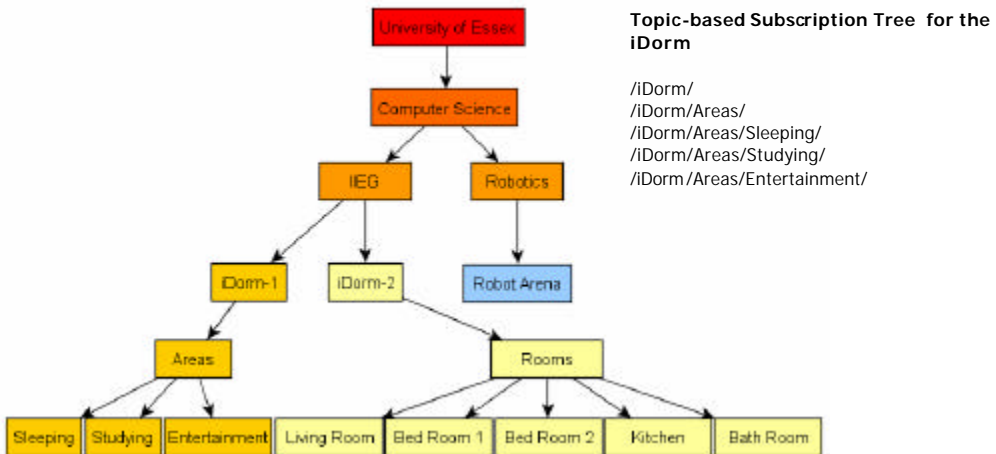 University of Essex
Topic-based Subscription Tree for the
iDorm
/iDorm/
/iDorm/Areas/
/iDorm/Areas/Sleeping/
/iDorm/Areas/Studying/
/iDorm/Areas/Entertainment/
Computer Science
IIEG
Robotics
iDorm-1
iDorm-2
Robot Arena
Areas
Rooms
Sleeping
Studying
Entertainment
Living Room
Bed Room 1
Bed Room 2
Kitchen
Bath Room